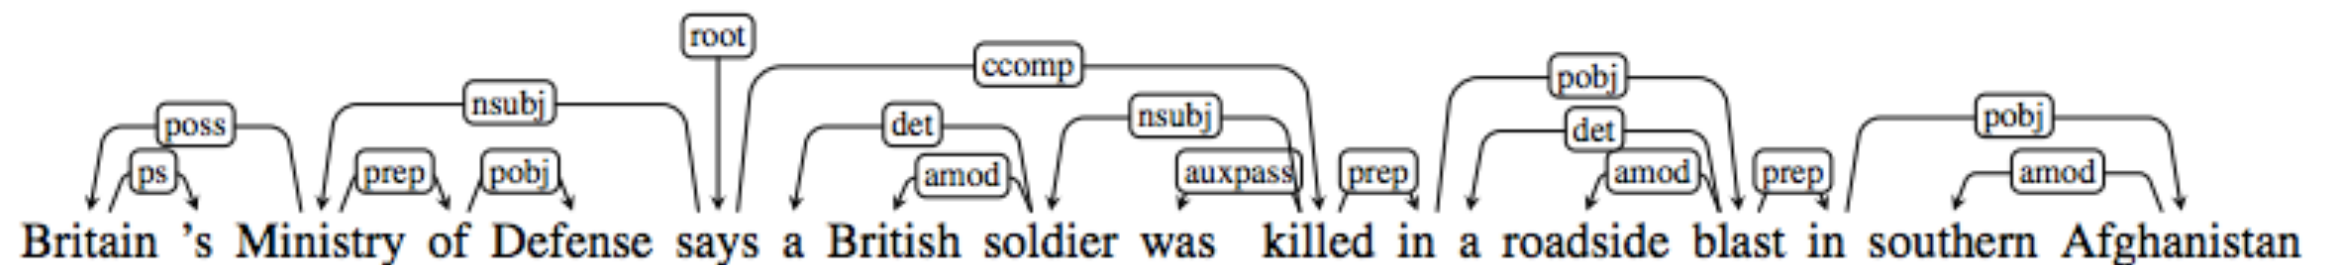 root
ccomp
pobj
nsubj
poss
det
nsubj
det
pobj
ps
prep
pobj
amod
auxpass
prep
amod
prep
amod
Britain 's Ministry of Defense says a British soldier was killed in a roadside blast in southern Afghanistan